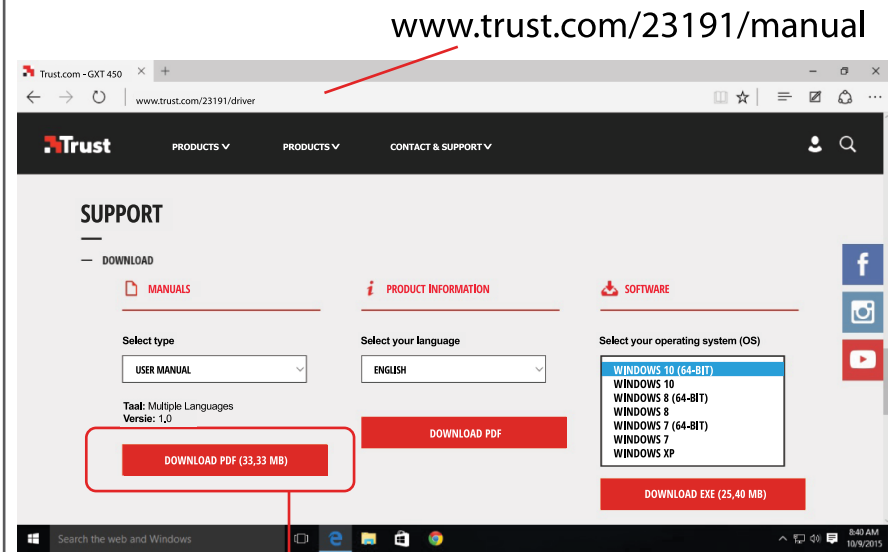 www.trust.com/23191/manual
Trust.com - GXT 450
www.trust.com/23191/driver
Trust
PRODUCTS
PRODUCTS
CONTACT & SUPPORT
SUPPORT
DOWNLOAD
MANUALS
PRODUCT INFORMATION
SOFTWARE
Select type
Select your language
Select your operating system (OS)
USER MANUAL
ENGLISH
WINDOWS 10 (64-BIT)
WINDOWS 10
WINDOWS 8 (64-BIT)
WINDOWS 8
WINDOWS 7 (64-BIT)
WINDOWS 7
WINDOWS XP
Taal: Multiple Languages
Versie: 1.0
DOWNLOAD PDF (33,33 MB)
DOWNLOAD PDF
DOWNLOAD EXE (25,40 MB)
Search the web and Windows
8:40 AM
10/9/2015